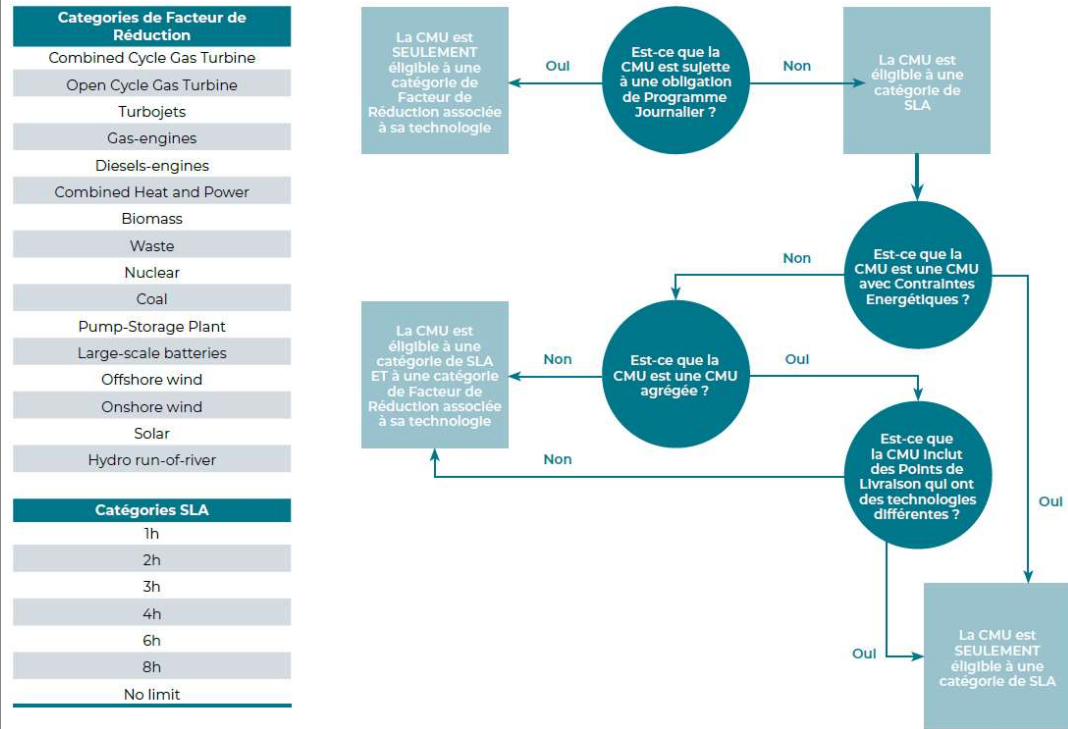 Categories de Facteur de
Réduction
Combined Cycle Gas Turbine
Open Cycle Gas Turbine
Turbojets
Gas-engines
Diesels-engines
Combined Heat and Power
Biomass
Waste
Nuclear
Coal
Pump-Storage Plant
Large-scale batteries
Offshore wind
Onshore wind
Solar
Hydro run-of-river
Catégories SLA
1h
2h
3h
4h
6h
8h
No limit
La CMU est
SEULEMENT
éligible à une
catégorie de
Facteur de
Réduction associée
à sa technologie
Oui
Est-ce que la
CMU est sujette
à une obligation
de Programme
Journalier ?
Non
La CMU est
éligible à une
catégorie de
SLA
Est-ce que la
CMU est une CMU
avec Contraintes
Energétiques ?
Non
Oui
Est-ce que la
CMU est une CMU
agrégée ?
Non
Oui
La CMU est
éligible à une
catégorie de SLA
ET à une catégorie
de Facteur de
Réduction associée
à sa technologie
Est-ce que
la CMU inclut
des Points de
Livraison qui ont
des technologies
différentes ?
Non
Oui
La CMU est
SEULEMENT
éligible à une
catégorie de SLA